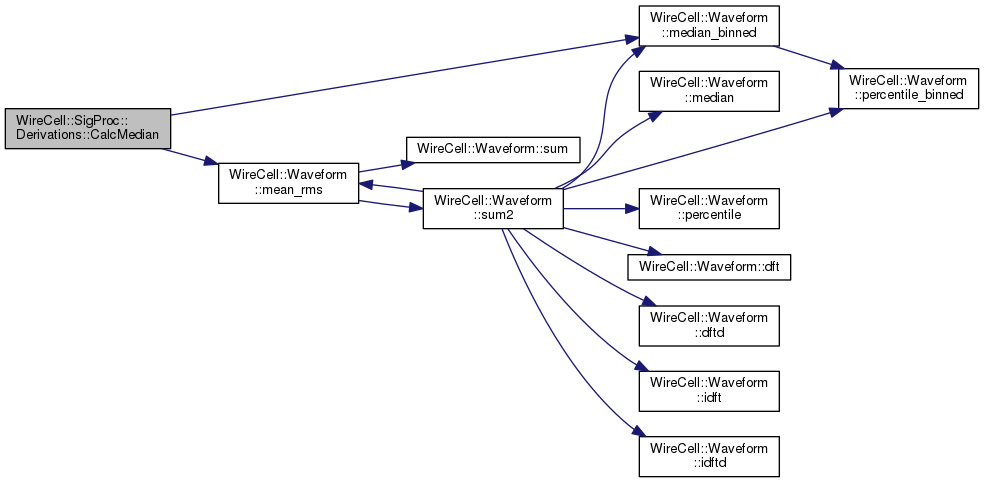 WireCell::SigProc::
Derivations::CalcMedian
WireCell::Waveform
::mean_rms
WireCell::Waveform::sum
WireCell::Waveform
::sum2
WireCell::Waveform
::median_binned
WireCell::Waveform
::median
WireCell::Waveform
::percentile_binned
WireCell::Waveform
::percentile
WireCell::Waveform::dft
WireCell::Waveform
::dftd
WireCell::Waveform
::idft
WireCell::Waveform
::idftd